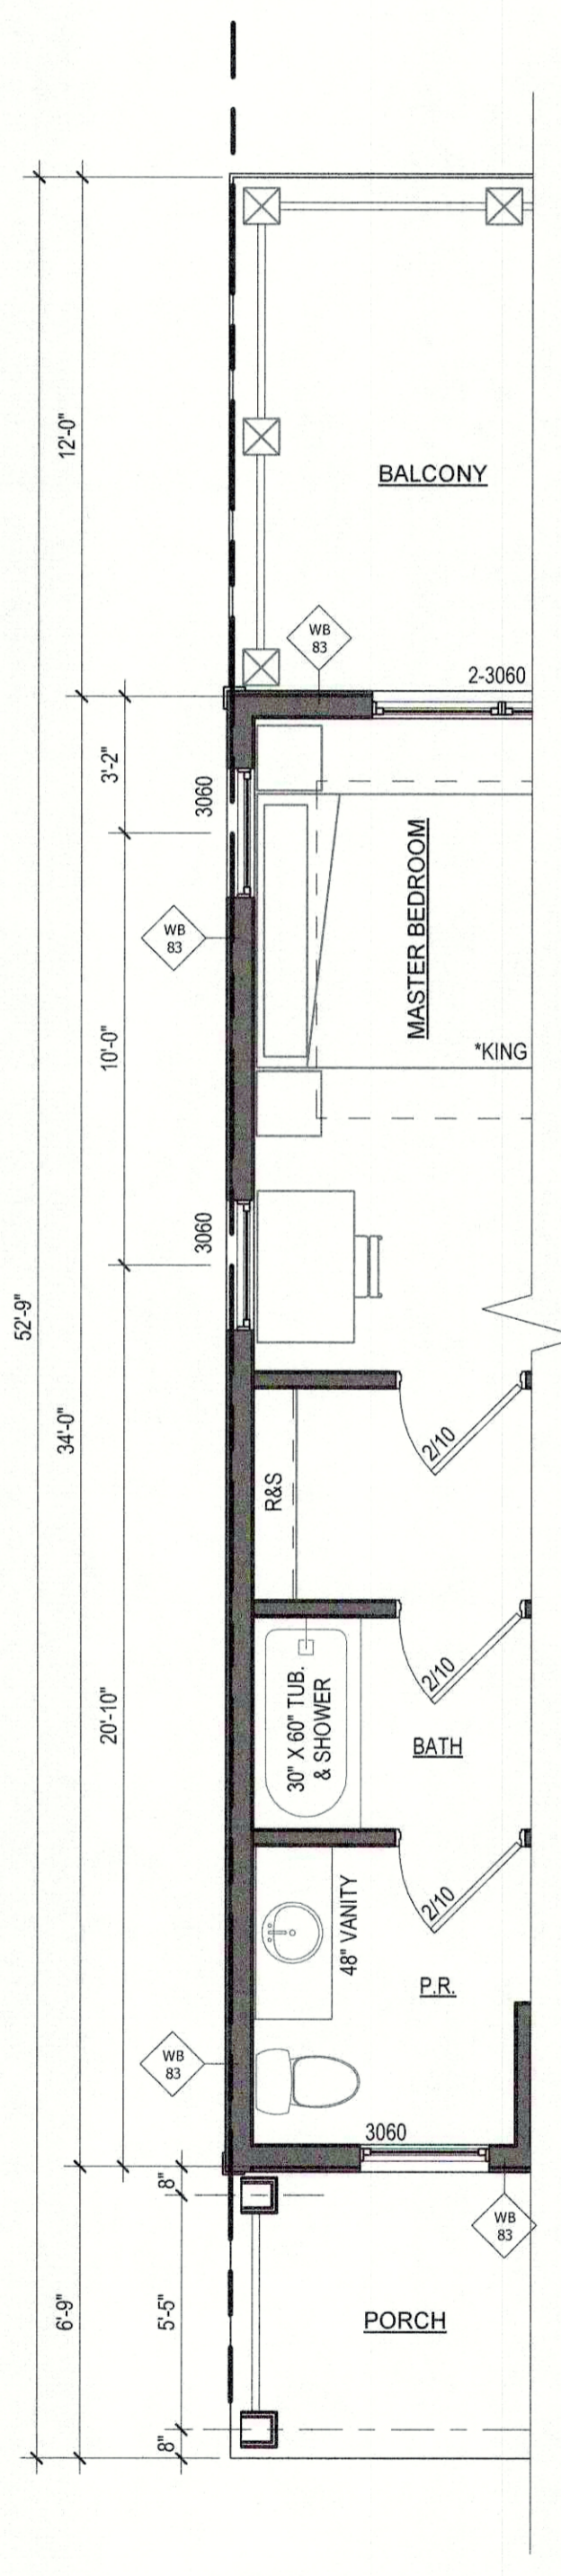 12'-0"
BALCONY
WB
83
2-3060
3'-2"
3060
MASTER BEDROOM
WB
83
10'-0"
*KING
3060
52'-9"
34'-0"
2/10
R&S
2/10
30" X 60" TUB.
& SHOWER
BATH
20'-10"
2/10
48" VANITY
P.R.
WB
83
3060
8"
WB
83
6'-9"
5'-5"
PORCH
8"